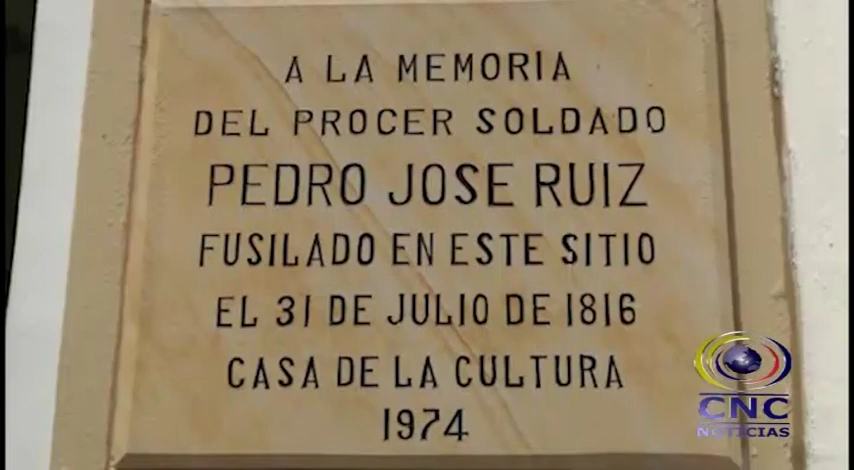 A LA MEMORIA
DEL PROCER SOLDADO
PEDRO JOSE RUIZ
FUSILADO EN ESTE SITIO
EL 31 DE JULIO DE 1816
CASA DE LA CULTURA
1974
CNC
NOTICIAS